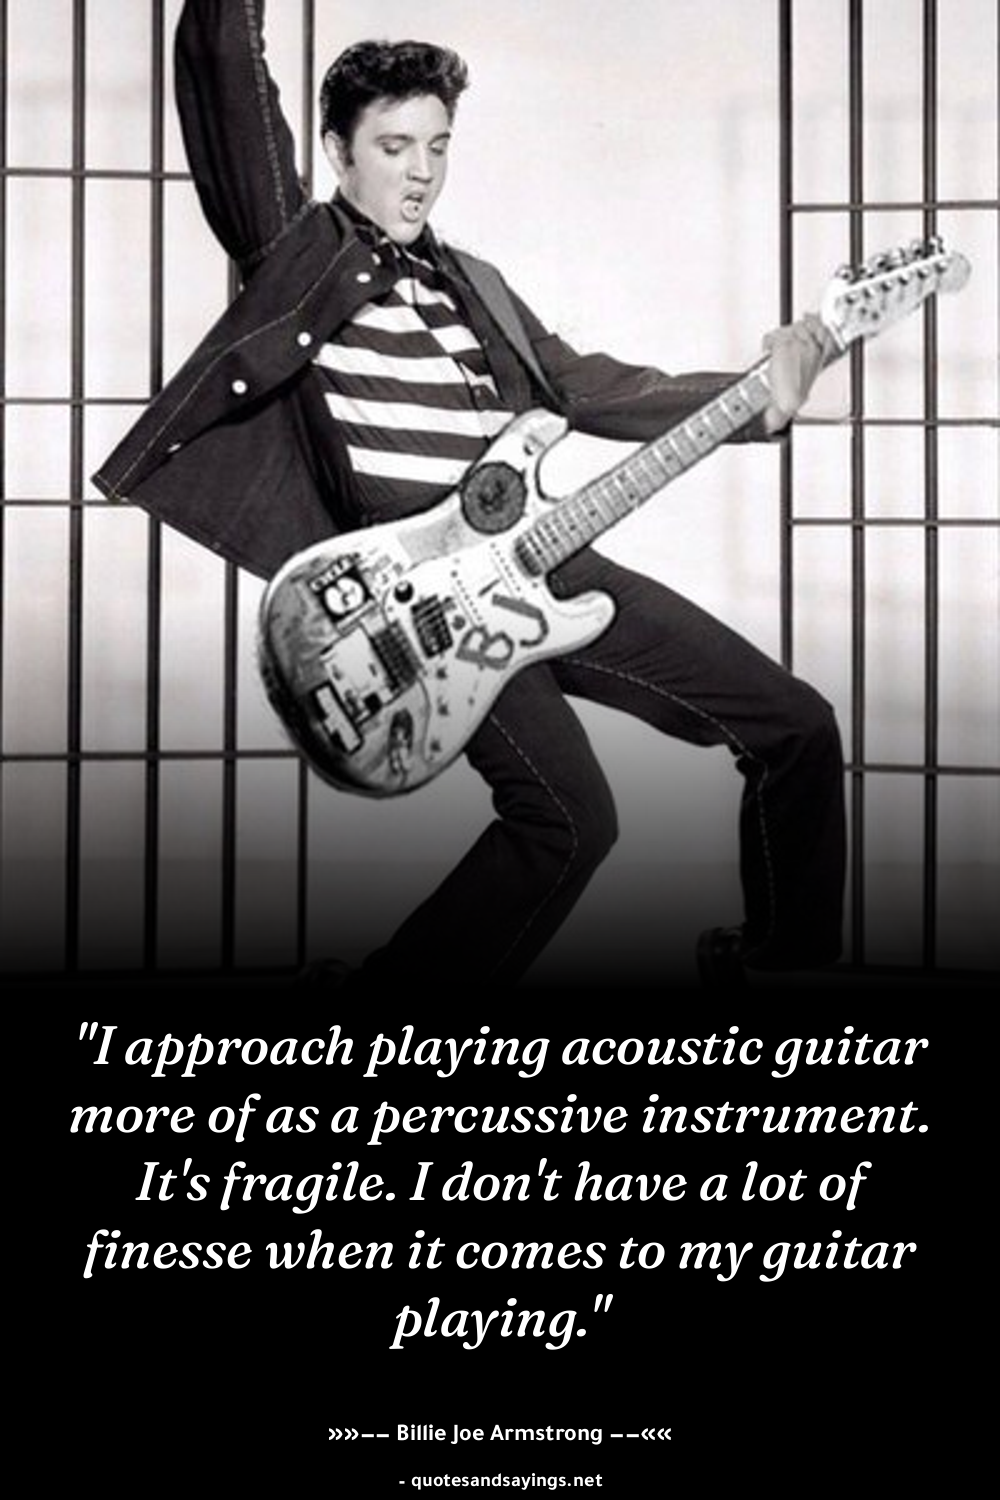 BJ
"I approach playing acoustic guitar
more of as a percussive instrument.
It's fragile. I don't have a lot of
finesse when it comes to my guitar
playing."
»»–– Billie Joe Armstrong ––««
- quotesandsayings.net